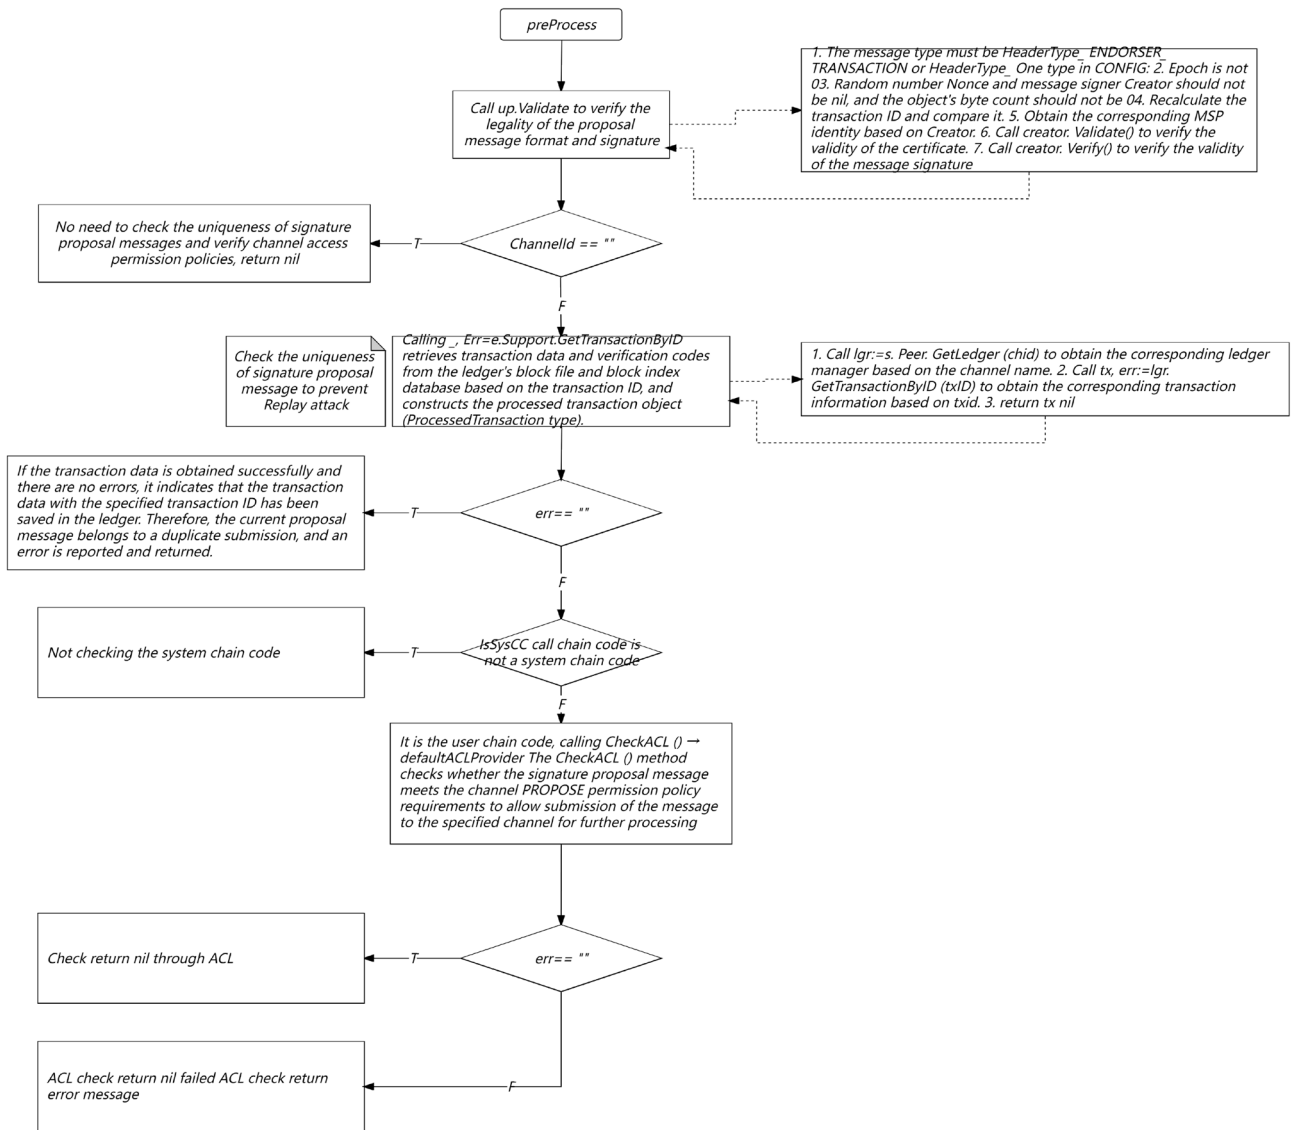 preProcess
Call up.Validate to verify the
legality of the proposal
message format and signature
1. The message type must be HeaderType_ ENDORSER_
TRANSACTION or HeaderType_ One type in CONFIG: 2. Epoch is not
03. Random number Nonce and message signer Creator should not
be nil, and the object's byte count should not be 04. Recalculate the
transaction ID and compare it. 5. Obtain the corresponding MSP
identity based on Creator. 6. Call creator. Validate() to verify the
validity of the certificate. 7. Call creator. Verify() to verify the validity
of the message signature
No need to check the uniqueness of signature
proposal messages and verify channel access
permission policies, return nil
T
ChannelId == ""
F
Check the uniqueness
of signature proposal
message to prevent
Replay attack
Calling _, Err=e.Support.GetTransactionByID
retrieves transaction data and verification codes
from the ledger's block file and block index
database based on the transaction ID, and
constructs the processed transaction object
(ProcessedTransaction type).
1. Call lgr:=s. Peer. GetLedger (chid) to obtain the corresponding ledger
manager based on the channel name. 2. Call tx, err:=lgr.
GetTransactionByID (txID) to obtain the corresponding transaction
information based on txid. 3. return tx nil
If the transaction data is obtained successfully and
there are no errors, it indicates that the transaction
data with the specified transaction ID has been
saved in the ledger. Therefore, the current proposal
message belongs to a duplicate submission, and an
error is reported and returned.
T
err== ""
F
Not checking the system chain code
T
IsSysCC call chain code is
not a system chain code
F
It is the user chain code, calling CheckACL () →
defaultACLProvider The CheckACL () method
checks whether the signature proposal message
meets the channel PROPOSE permission policy
requirements to allow submission of the message
to the specified channel for further processing
Check return nil through ACL
T
err== ""
ACL check return nil failed ACL check return
error message
F